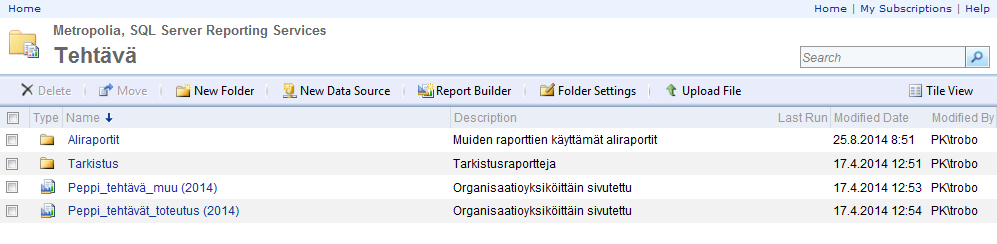 Home Home | My Subscriptions | Help
Metropolia, SQL Server Reporting Services
Tehtävä
Search
Delete Move New Folder New Data Source Report Builder Folder Settings Upload File Tile View
Type Name Description Last Run Modified Date Modified By
Aliraportit Muiden raporttien käyttämät aliraportit 25.8.2014 8:51 PK\trobo
Tarkistus Tarkistusraportteja 17.4.2014 12:51 PK\trobo
Peppi_tehtävä_muu (2014) Organisaatioyksiköittäin sivutettu 17.4.2014 12:53 PK\trobo
Peppi_tehtävät_toteutus (2014) Organisaatioyksiköittäin sivutettu 17.4.2014 12:54 PK\trobo